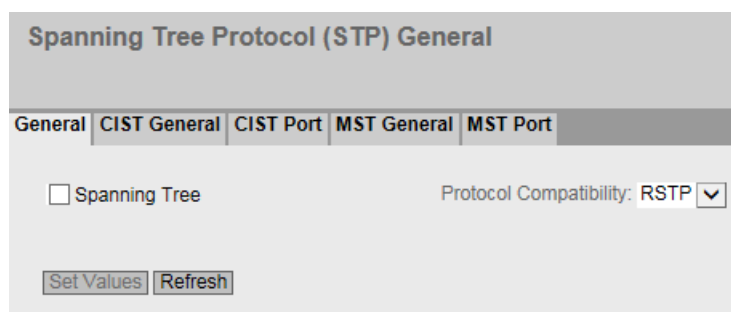 Spanning Tree Protocol (STP) General
General CIST General CIST Port MST General MST Port
Spanning Tree Protocol Compatibility: RSTP
Set Values Refresh